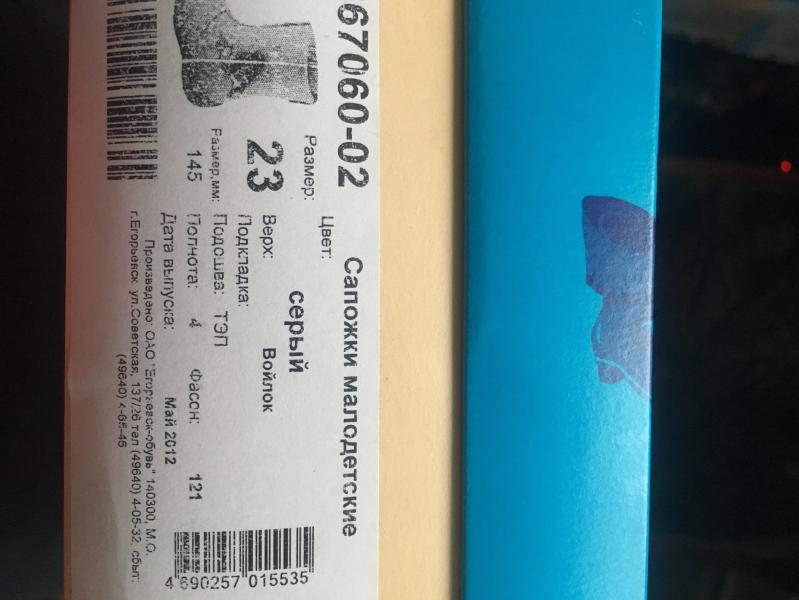 67060-02
Сапожки малодетские
Размер: Цвет: серый
23
Верх: Войлок
Подкладка:
Размер,мм: Подошва: ТЭП
145 Полнота: 4 Фасон: 121
Дата выпуска: Май 2012
Произведено: ОАО "Егорьевск-обувь" 140300, М.О.
г.Егорьевск, ул.Советская, 137/26 тел (49640) 4-05-32, сбыт:
(49640) 4-65-46
4 690257 015535